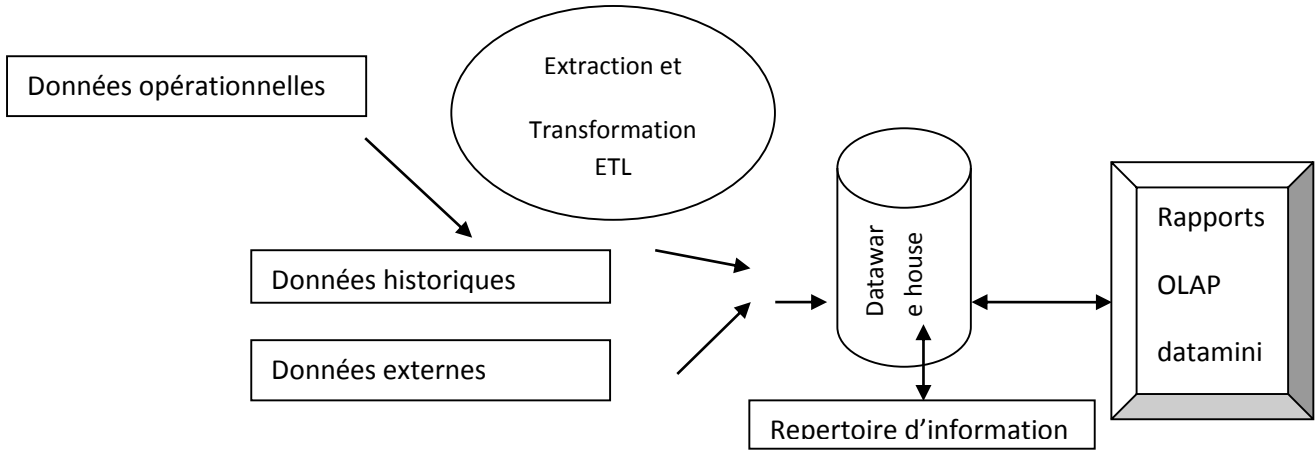 Données opérationnelles
Extraction et
Transformation
ETL
Données historiques
Données externes
Datawar
e house
Repertoire d’information
Rapports
OLAP
datamini